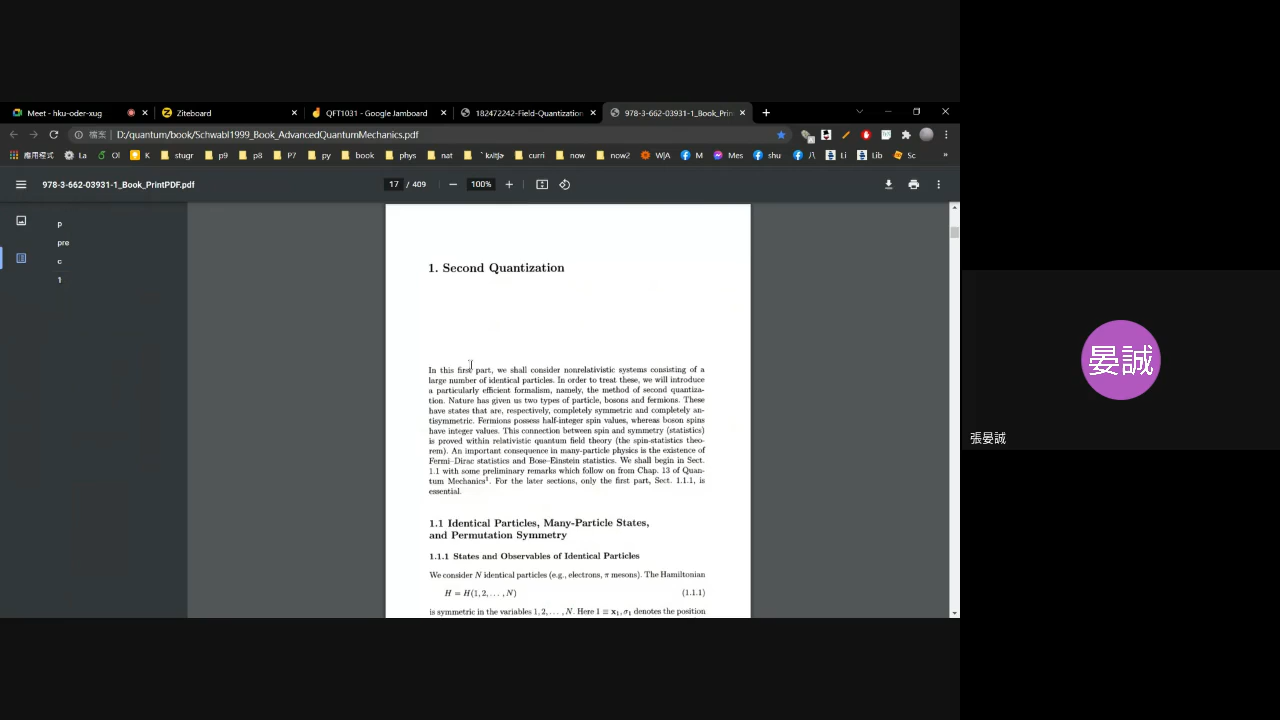 Meet - hku-oder-xug
Ziteboard
QFT1031 - Google Jamboard
182472242-Field-Quantization
978-3-662-03931-1_Book_Prin
檔案 D:/quantum/book/Schwabl1999_Book_AdvancedQuantumMechanics.pdf
應用程式 La Ol K stugr p9 p8 P7 py book phys nat curri now now2 W|A M Mes shu 八 Li Lib Sc »
978-3-662-03931-1_Book_PrintPDF.pdf
17 / 409
100%
p
pre
c
1
1. Second Quantization
In this first part, we shall consider nonrelativistic systems consisting of a
large number of identical particles. In order to treat these, we will introduce
a particularly efficient formalism, namely, the method of second quantiza-
tion. Nature has given us two types of particle, bosons and fermions. These
have states that are, respectively, completely symmetric and completely an-
tisymmetric. Fermions possess half-integer spin values, whereas boson spins
have integer values. This connection between spin and symmetry (statistics)
is proved within relativistic quantum field theory (the spin-statistics theo-
rem). An important consequence in many-particle physics is the existence of
Fermi–Dirac statistics and Bose–Einstein statistics. We shall begin in Sect.
1.1 with some preliminary remarks which follow on from Chap. 13 of Quan-
tum Mechanics¹. For the later sections, only the first part, Sect. 1.1.1, is
essential.
1.1 Identical Particles, Many-Particle States,
and Permutation Symmetry
1.1.1 States and Observables of Identical Particles
We consider N identical particles (e.g., electrons, π mesons). The Hamiltonian
H = H(1, 2, . . . , N) (1.1.1)
is symmetric in the variables 1, 2, . . . , N. Here 1 ≡ x₁, σ₁ denotes the position
晏誠
張晏誠